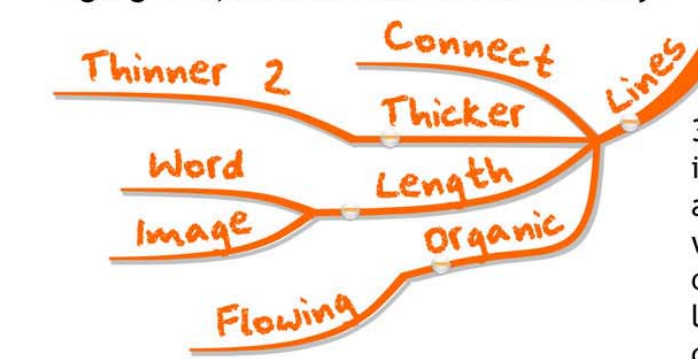 Connect
Lines
Thinner 2
Thicker
Word
Length
Image
Organic
Flowing